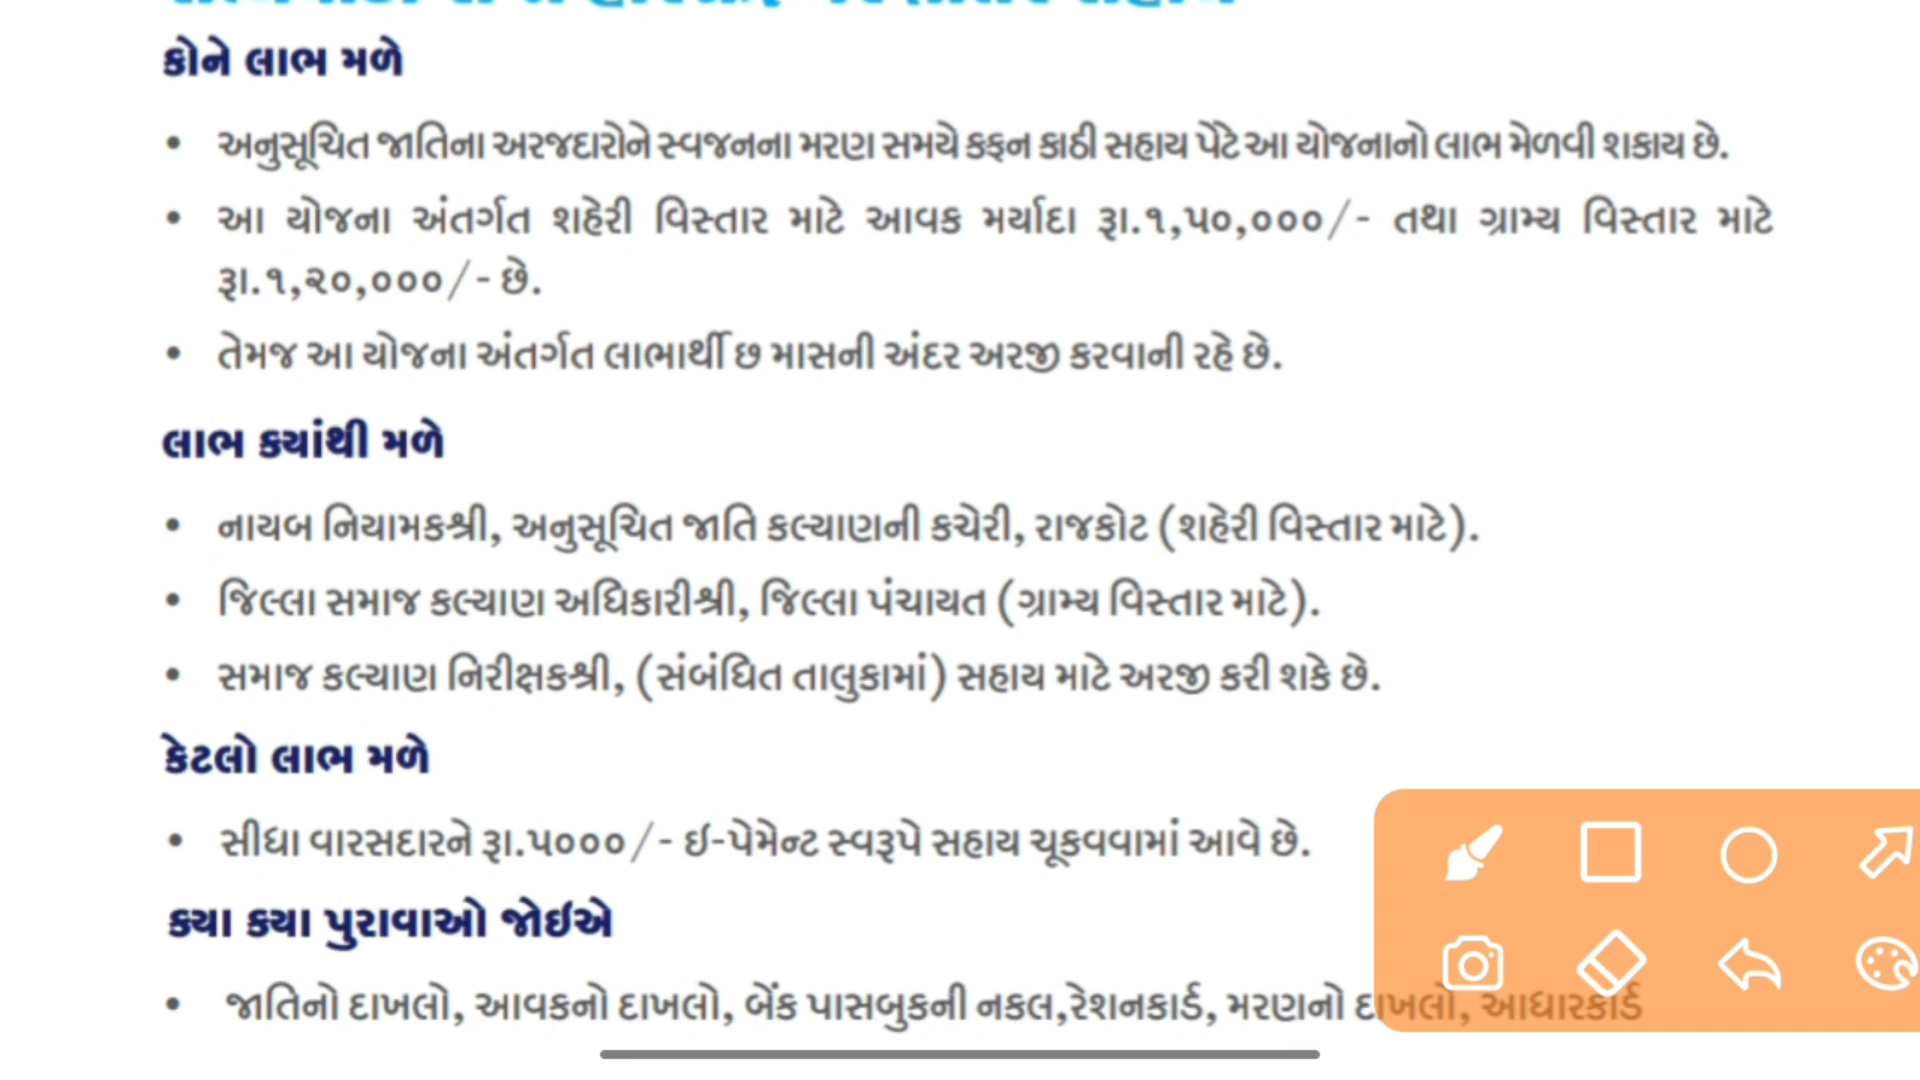 કોને લાભ મળે
• અનુસૂચિત જાતિના અરજદારોને સ્વજનના મરણ સમયે કફન કાઠી સહાય પેટે આ યોજનાનો લાભ મેળવી શકાય છે.
• આ યોજના અંતર્ગત શહેરી વિસ્તાર માટે આવક મર્યાદા રૂા.૧,૫૦,૦૦૦/- તથા ગ્રામ્ય વિસ્તાર માટે
રૂા.૧,૨૦,૦૦૦/- છે.
• તેમજ આ યોજના અંતર્ગત લાભાર્થી છ માસની અંદર અરજી કરવાની રહે છે.
લાભ ક્યાંથી મળે
• નાયબ નિયામકશ્રી, અનુસૂચિત જાતિ કલ્યાણની કચેરી, રાજકોટ (શહેરી વિસ્તાર માટે).
• જિલ્લા સમાજ કલ્યાણ અધિકારીશ્રી, જિલ્લા પંચાયત (ગ્રામ્ય વિસ્તાર માટે).
• સમાજ કલ્યાણ નિરીક્ષકશ્રી, (સંબંધિત તાલુકામાં) સહાય માટે અરજી કરી શકે છે.
કેટલો લાભ મળે
• સીધા વારસદારને રૂા.૫૦૦૦/- ઈ-પેમેન્ટ સ્વરૂપે સહાય ચૂકવવામાં આવે છે.
ક્યા ક્યા પુરાવાઓ જોઈએ
• જાતિનો દાખલો, આવકનો દાખલો, બેંક પાસબુકની નકલ,રેશનકાર્ડ, મરણનો દાખલો, આધારકાર્ડ